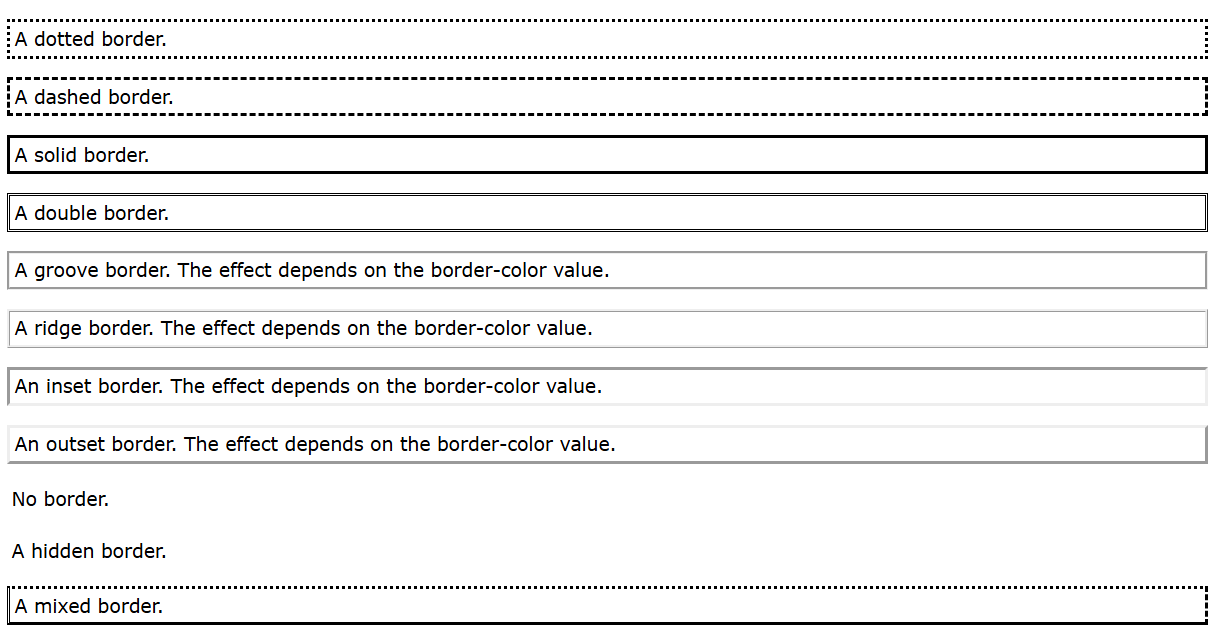 A dotted border.
A dashed border.
A solid border.
A double border.
A groove border. The effect depends on the border-color value.
A ridge border. The effect depends on the border-color value.
An inset border. The effect depends on the border-color value.
An outset border. The effect depends on the border-color value.
No border.
A hidden border.
A mixed border.